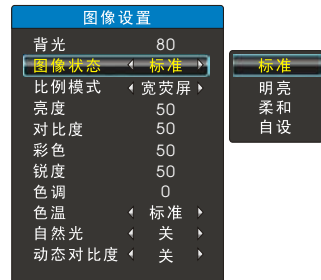 图像设置
背光 80
图像状态 标准
比例模式 宽荧屏
亮度 50
对比度 50
彩色 50
锐度 50
色调 0
色温 标准
自然光 关
动态对比度 关
标准
明亮
柔和
自设